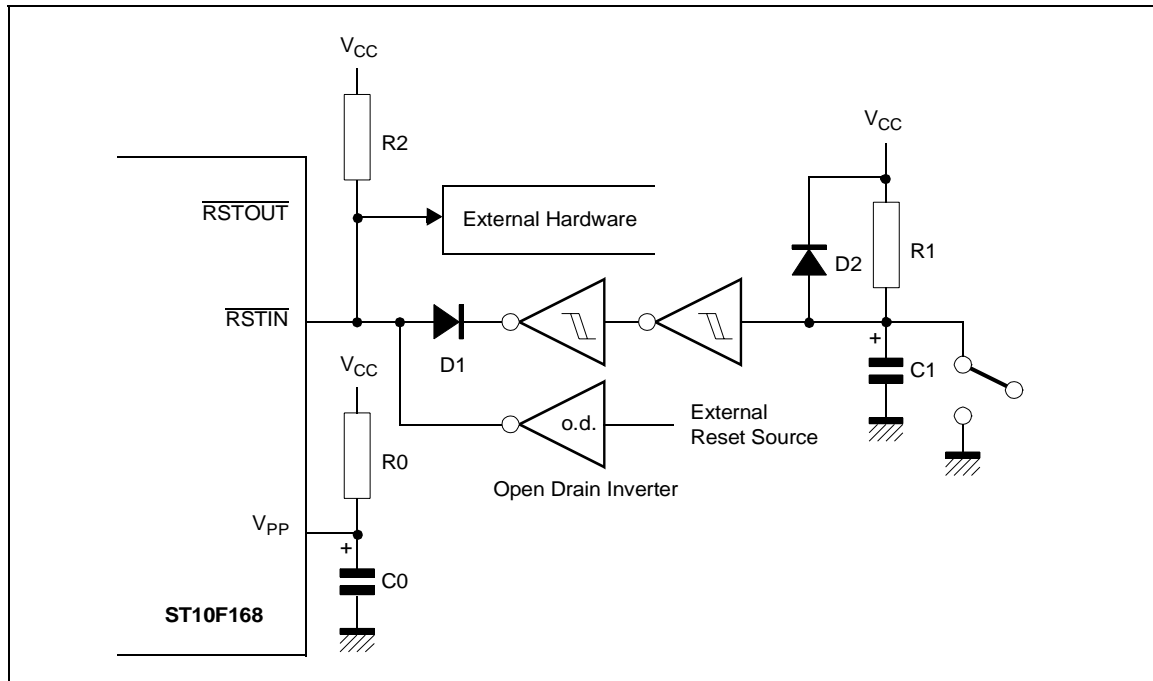 VCC
R2
VCC
RSTOUT
External Hardware
D2
R1
RSTIN
+
D1
C1
VCC
o.d.
External
Reset Source
R0
Open Drain Inverter
VPP
+
C0
ST10F168